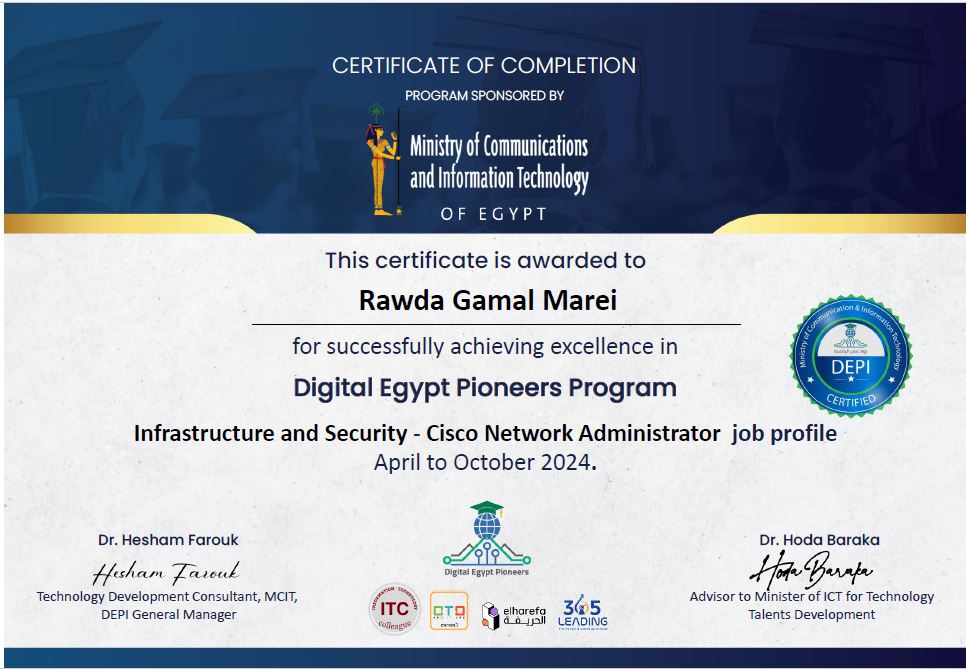 CERTIFICATE OF COMPLETION
PROGRAM SPONSORED BY
Ministry of Communications
and Information Technology
OF EGYPT
This certificate is awarded to
Rawda Gamal Marei
for successfully achieving excellence in
Digital Egypt Pioneers Program
Infrastructure and Security - Cisco Network Administrator job profile
April to October 2024.
Ministry of Communication & Information Technology
DEPI
CERTIFIED
Dr. Hesham Farouk
Hesham Farouk
Technology Development Consultant, MCIT,
DEPI General Manager
Digital Egypt Pioneers
INFORMATION TECHNOLOGY
ITC
colleague
elharefa
الحريفة
365
LEADING
Dr. Hoda Baraka
Hoda Baraka
Advisor to Minister of ICT for Technology
Talents Development